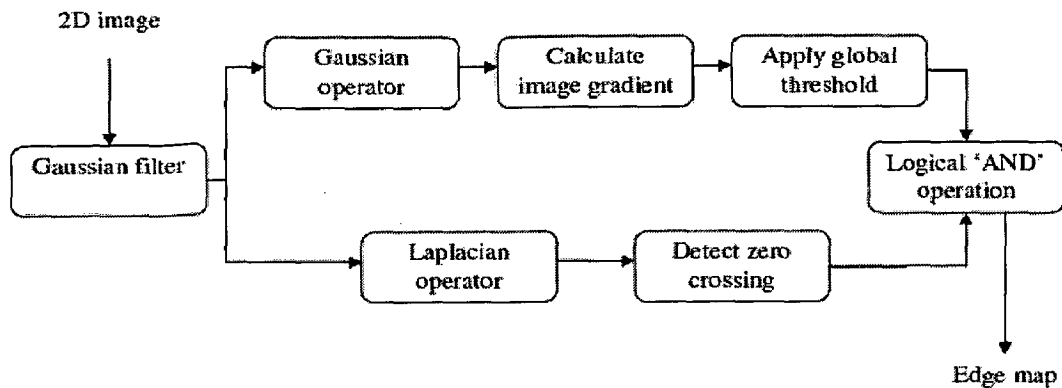 2D image
Gaussian filter
Gaussian
operator
Calculate
image gradient
Apply global
threshold
Logical "AND"
operation
Laplacian
operator
Detect zero
crossing
Edge map